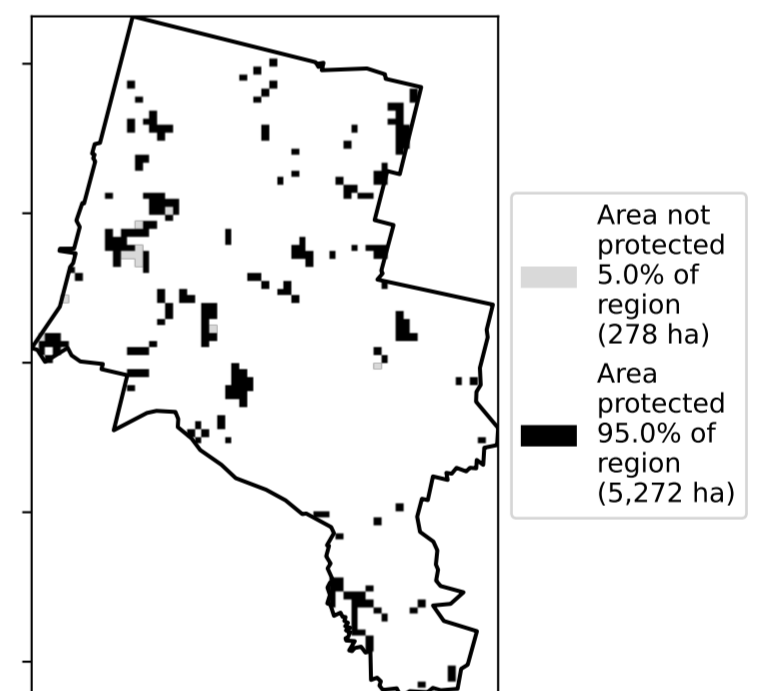 Area not
protected
5.0% of
region
(278 ha)
Area
protected
95.0% of
region
(5,272 ha)